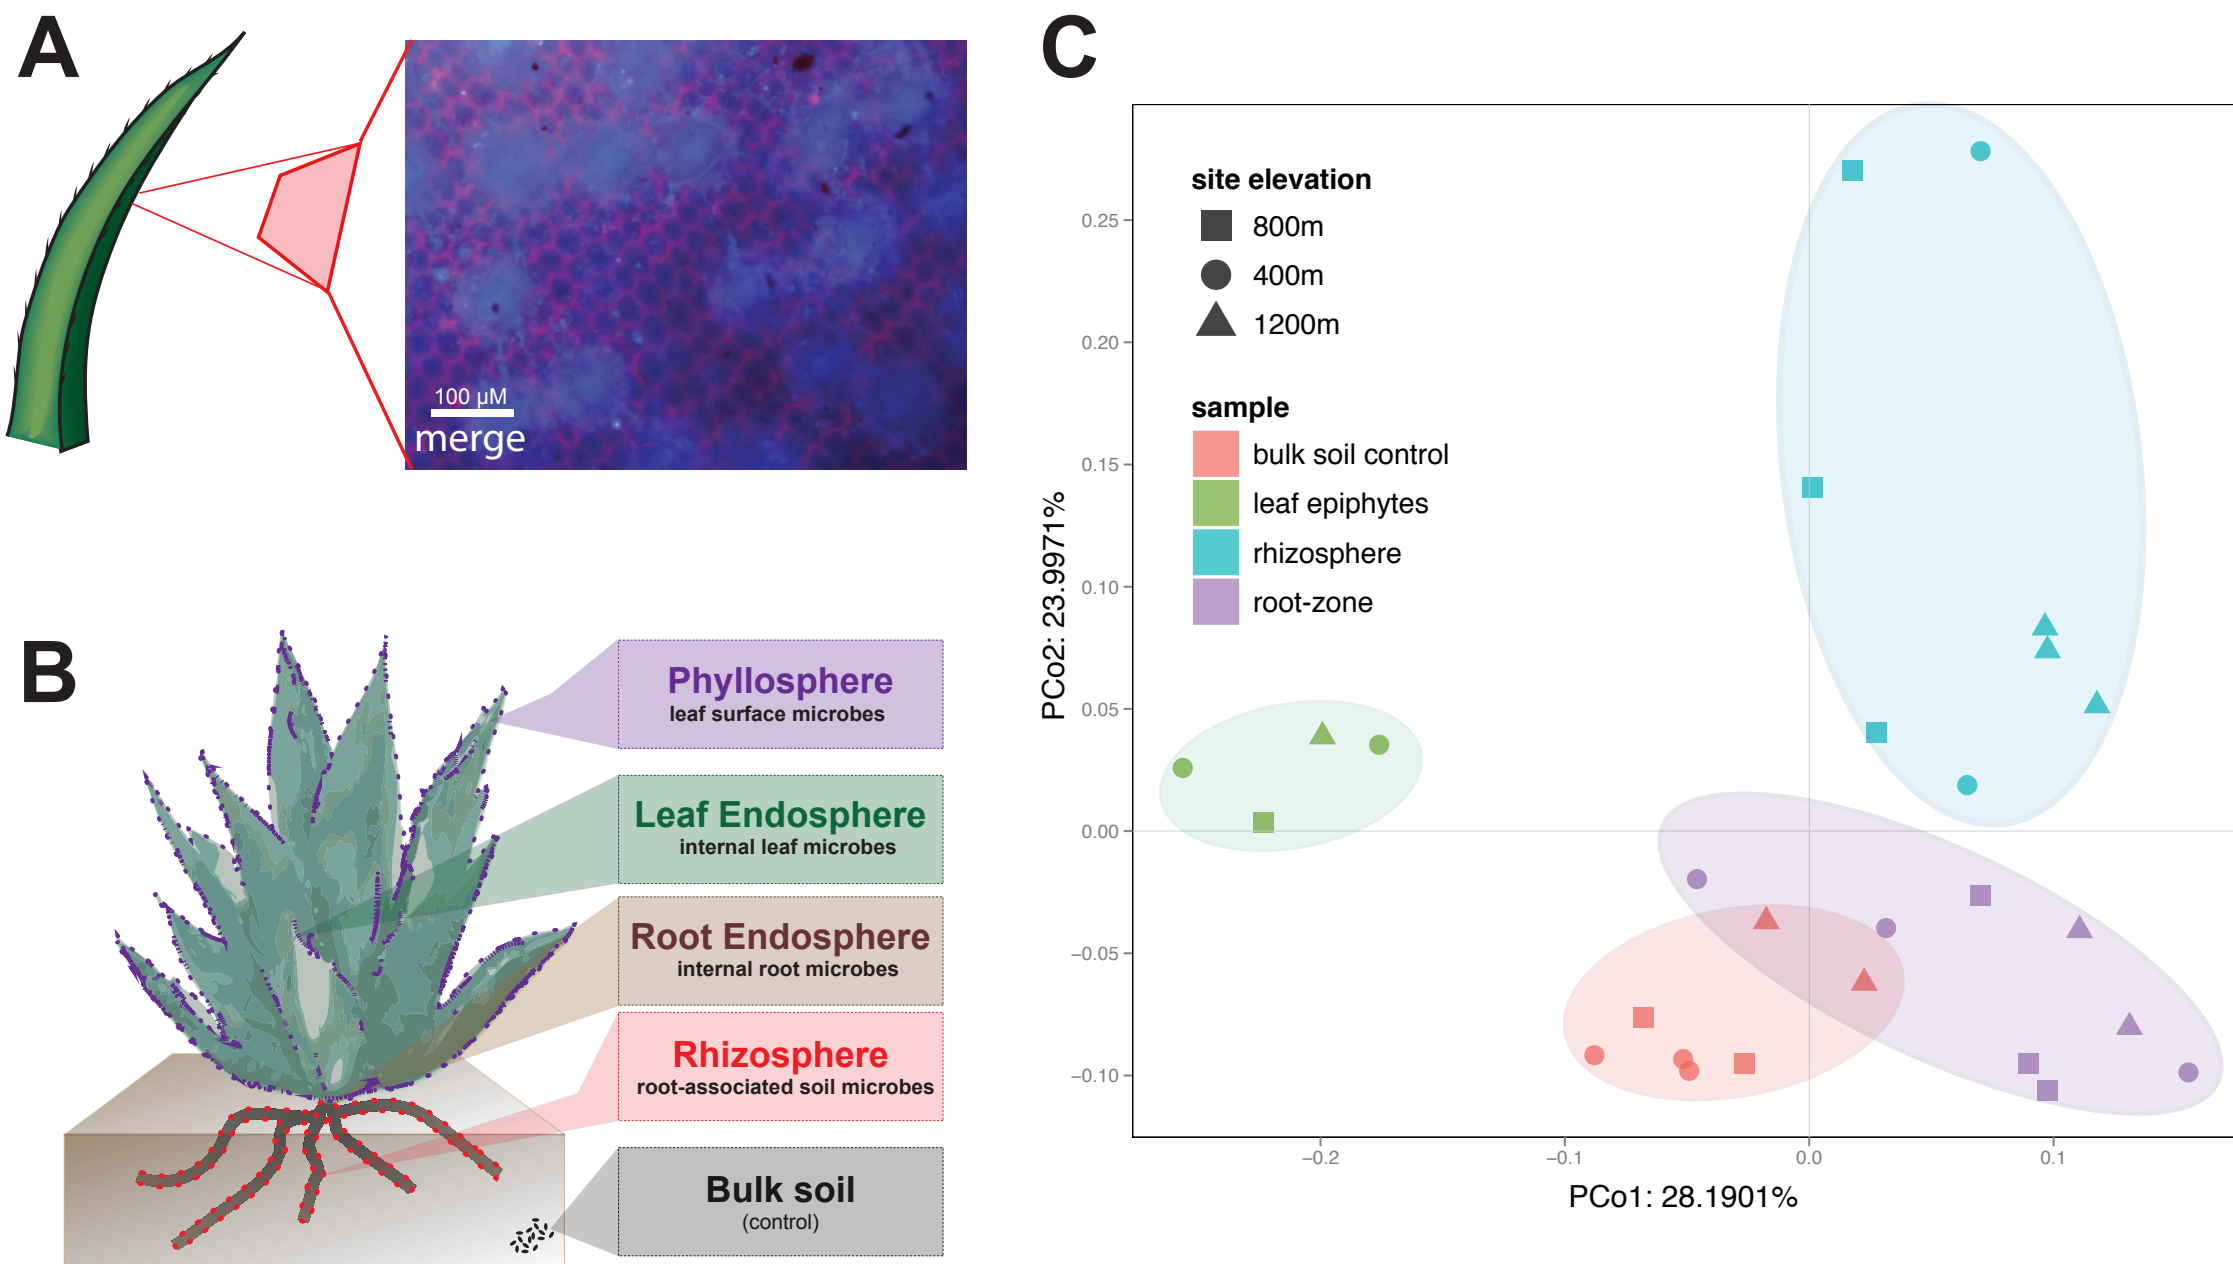 A
100 µM
merge
B
Phyllosphere
leaf surface microbes
Leaf Endosphere
internal leaf microbes
Root Endosphere
internal root microbes
Rhizosphere
root-associated soil microbes
Bulk soil
(control)
C
site elevation
800m
400m
1200m
sample
bulk soil control
leaf epiphytes
rhizosphere
root-zone
PCo2: 23.9971%
0.25
0.20
0.15
0.10
0.05
0.00
−0.05
−0.10
−0.2
−0.1
0.0
0.1
PCo1: 28.1901%